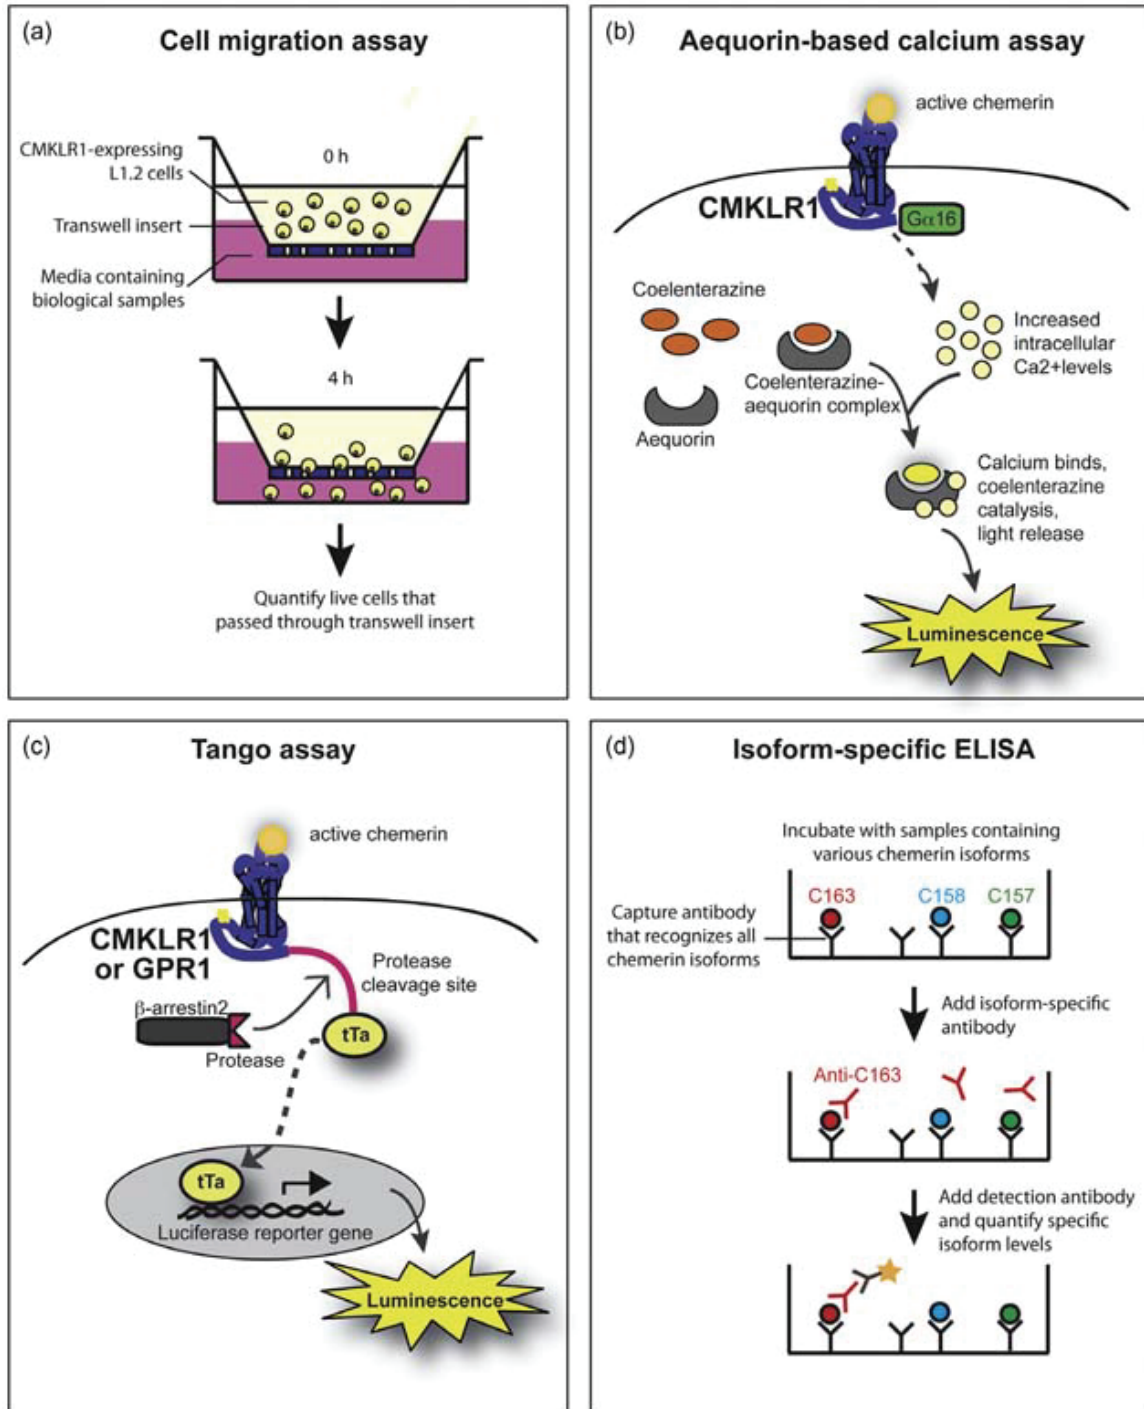 (a)
Cell migration assay
CMKLR1-expressing
L1.2 cells
0 h
Transwell insert
Media containing
biological samples
4 h
Quantify live cells that
passed through transwell insert
(b)
Aequorin-based calcium assay
active chemerin
CMKLR1
Gα16
Coelenterazine
Increased
intracellular
Ca2+levels
Coelenterazine-
aequorin complex
Aequorin
Calcium binds,
coelenterazine
catalysis,
light release
Luminescence
(c)
Tango assay
active chemerin
CMKLR1
or GPR1
Protease
cleavage site
β-arrestin2
Protease
tTa
tTa
Luciferase reporter gene
Luminescence
(d)
Isoform-specific ELISA
Incubate with samples containing
various chemerin isoforms
C163 C158 C157
Capture antibody
that recognizes all
chemerin isoforms
Add isoform-specific
antibody
Anti-C163
Add detection antibody
and quantify specific
isoform levels